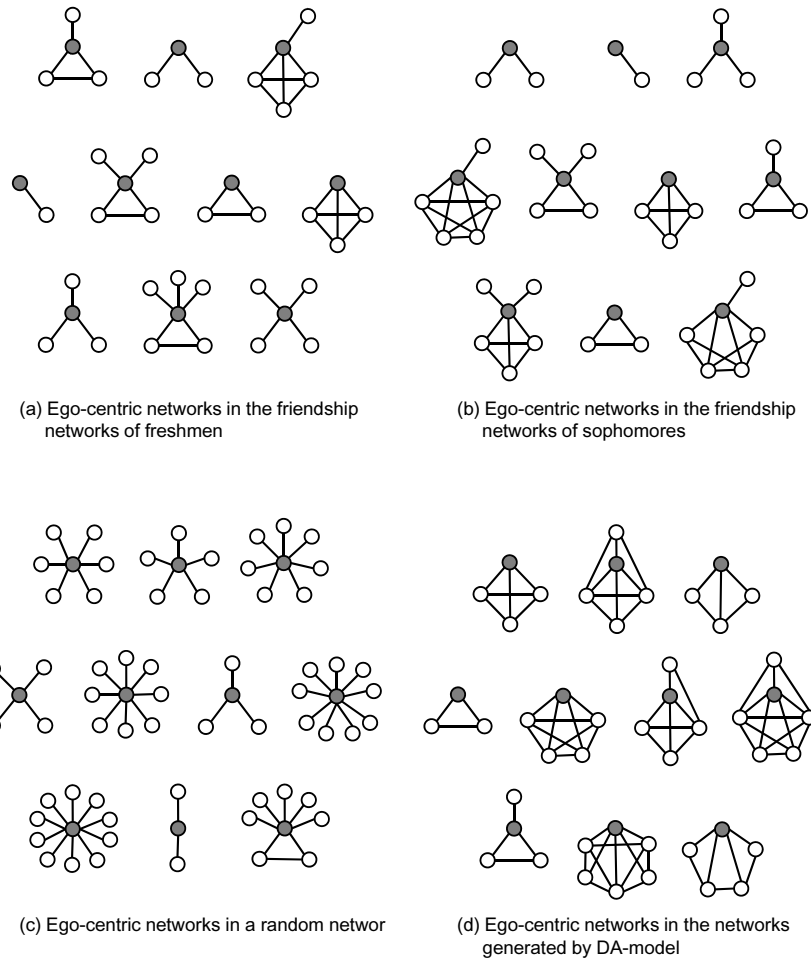 (a) Ego-centric networks in the friendship
networks of freshmen
(b) Ego-centric networks in the friendship
networks of sophomores
(c) Ego-centric networks in a random networ
(d) Ego-centric networks in the networks
generated by DA-model